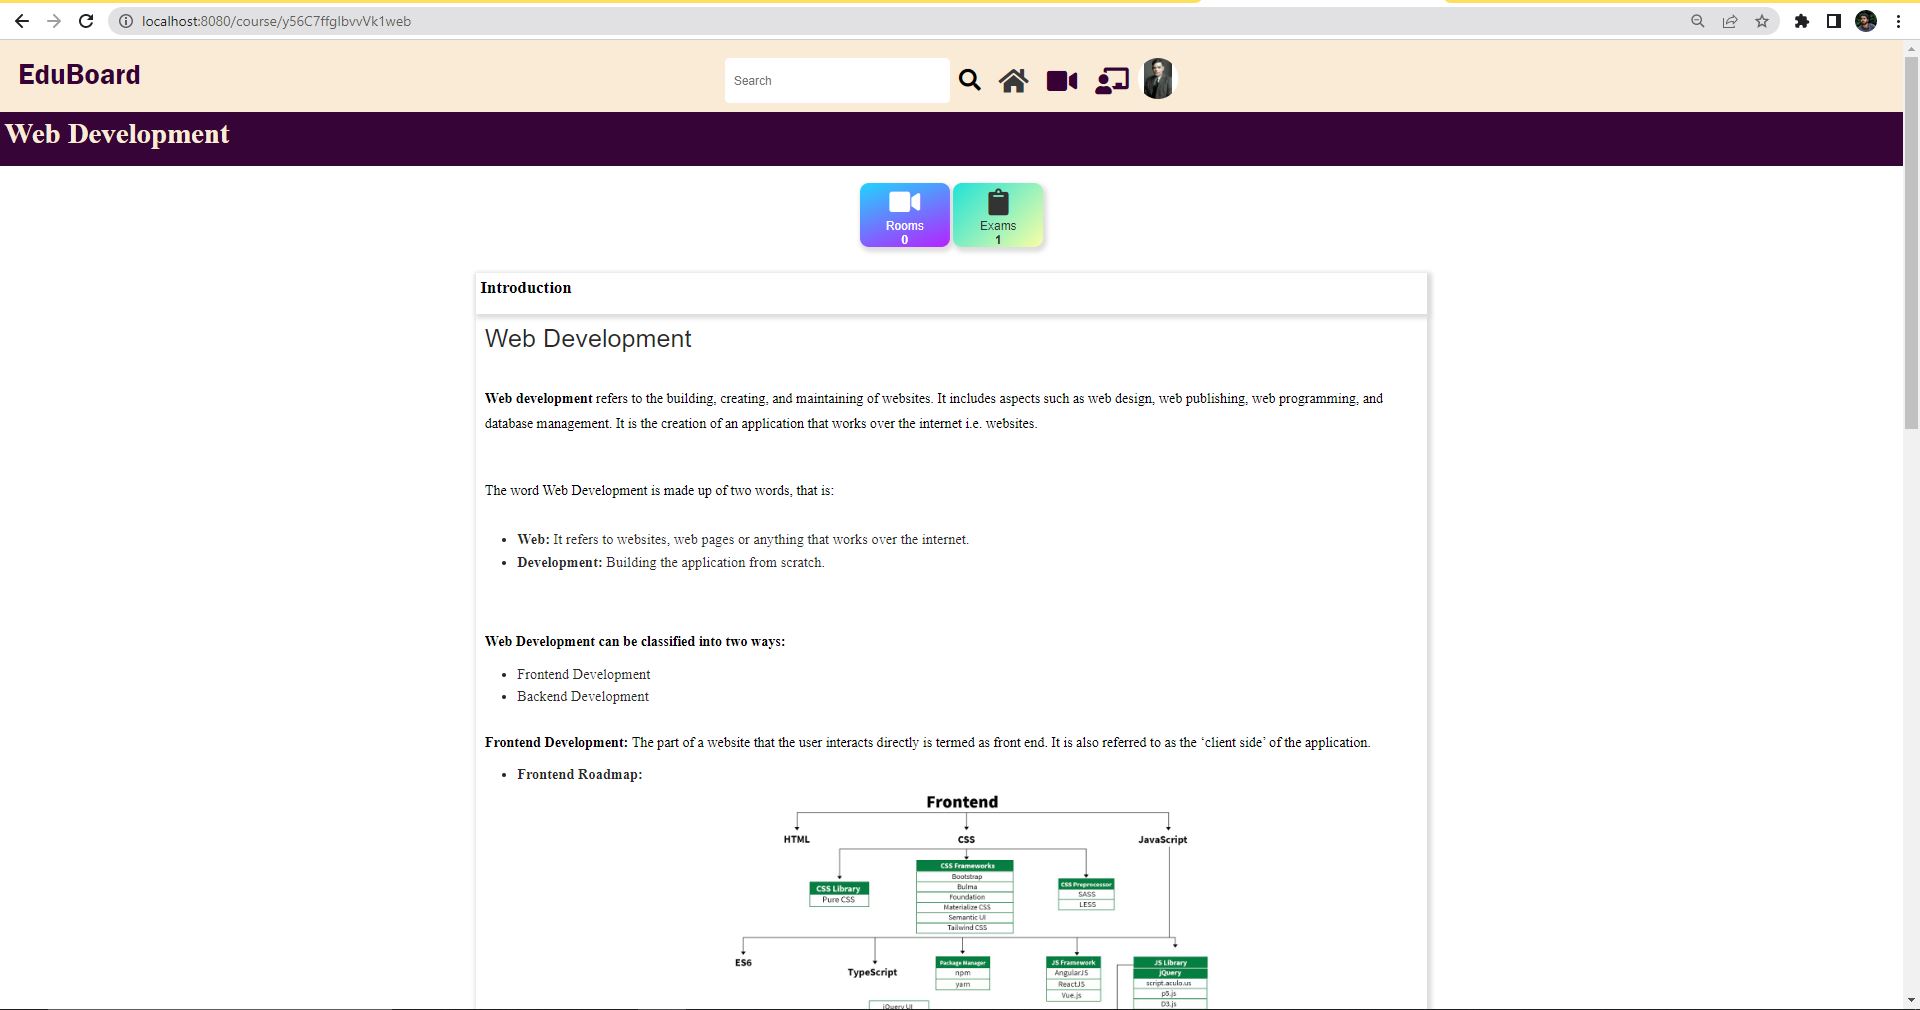 localhost:8080/course/y56C7ffglbvvVk1web
EduBoard
Search
Web Development
Rooms
0
Exams
1
Introduction
Web Development
Web development refers to the building, creating, and maintaining of websites. It includes aspects such as web design, web publishing, web programming, and
database management. It is the creation of an application that works over the internet i.e. websites.
The word Web Development is made up of two words, that is:
• Web: It refers to websites, web pages or anything that works over the internet.
• Development: Building the application from scratch.
Web Development can be classified into two ways:
• Frontend Development
• Backend Development
Frontend Development: The part of a website that the user interacts directly is termed as front end. It is also referred to as the ‘client side’ of the application.
• Frontend Roadmap:
Frontend
HTML
CSS
JavaScript
CSS Library
Pure CSS
CSS Frameworks
Bootstrap
Bulma
Foundation
Materialize CSS
Semantic UI
Tailwind CSS
CSS Preprocessor
SASS
LESS
ES6
TypeScript
Package Manager
npm
yarn
JS Framework
AngularJS
ReactJS
Vue.js
JS Library
jQuery
script.aculo.us
p5.js
D3.js
jQuery UI